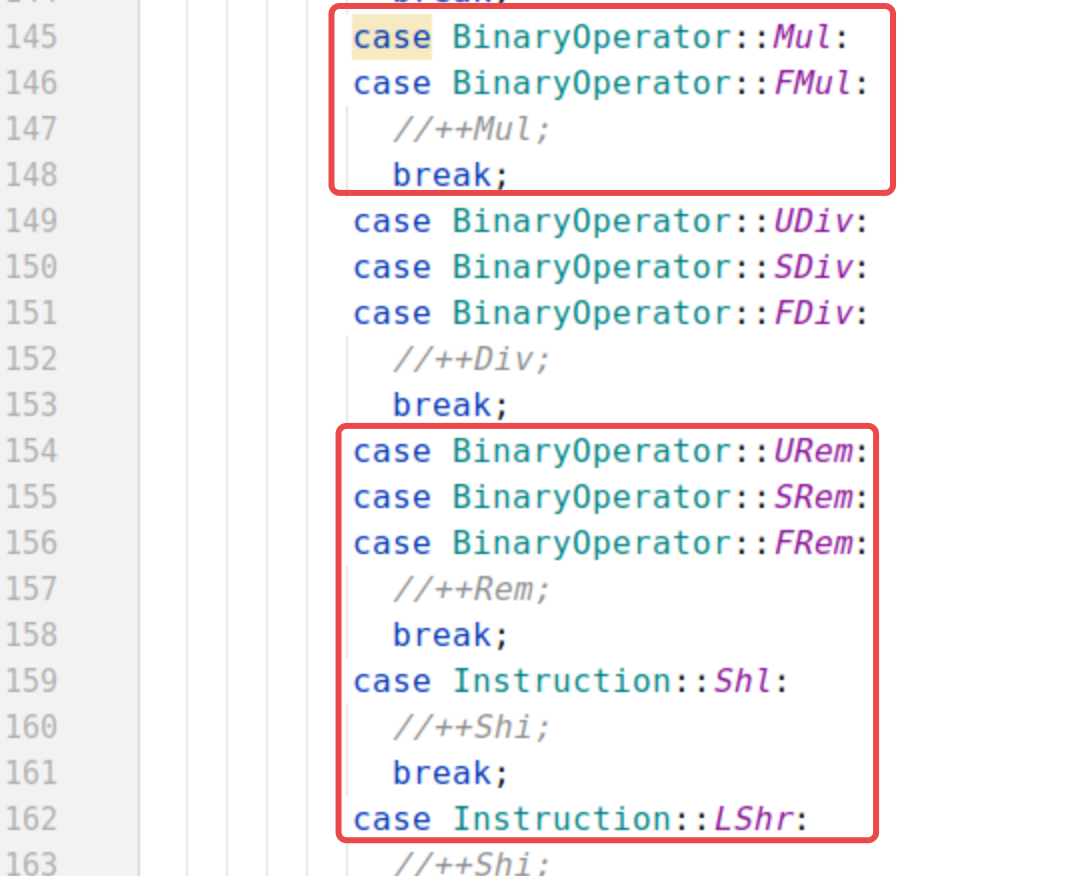 144 break;
145 case BinaryOperator::Mul:
146 case BinaryOperator::FMul:
147 //++Mul;
148 break;
149 case BinaryOperator::UDiv:
150 case BinaryOperator::SDiv:
151 case BinaryOperator::FDiv:
152 //++Div;
153 break;
154 case BinaryOperator::URem:
155 case BinaryOperator::SRem:
156 case BinaryOperator::FRem:
157 //++Rem;
158 break;
159 case Instruction::Shl:
160 //++Shi;
161 break;
162 case Instruction::LShr:
163 //++Shi;